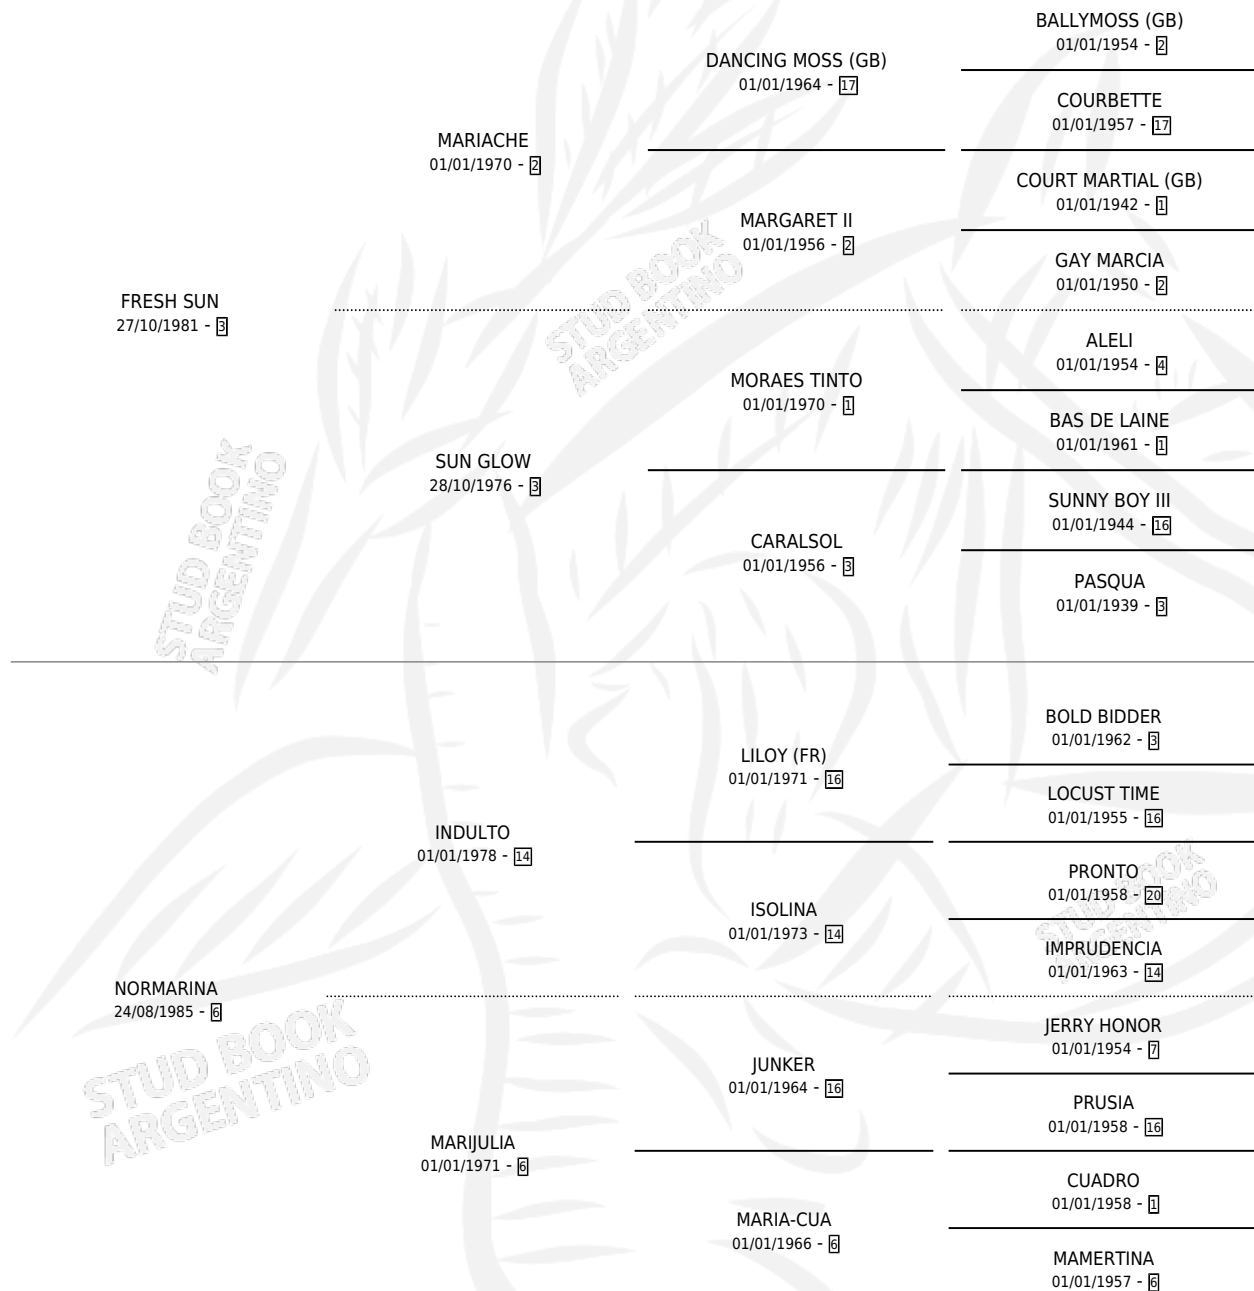 BALLYMOSS (GB)
01/01/1954 - 2
DANCING MOSS (GB)
01/01/1964 - 17
COURBETTE
01/01/1957 - 17
MARIACHE
01/01/1970 - 2
COURT MARTIAL (GB)
01/01/1942 - 1
MARGARET II
01/01/1956 - 2
GAY MARCIA
01/01/1950 - 2
FRESH SUN
27/10/1981 - 3
ALELI
01/01/1954 - 4
MORAES TINTO
01/01/1970 - 1
BAS DE LAINE
01/01/1961 - 1
SUN GLOW
28/10/1976 - 3
SUNNY BOY III
01/01/1944 - 16
CARALSOL
01/01/1956 - 3
PASQUA
01/01/1939 - 3
BOLD BIDDER
01/01/1962 - 3
LILOY (FR)
01/01/1971 - 16
LOCUST TIME
01/01/1955 - 16
INDULTO
01/01/1978 - 14
PRONTO
01/01/1958 - 20
ISOLINA
01/01/1973 - 14
IMPRUDENCIA
01/01/1963 - 14
NORMARINA
24/08/1985 - 6
JERRY HONOR
01/01/1954 - 7
JUNKER
01/01/1964 - 16
PRUSIA
01/01/1958 - 16
MARIJULIA
01/01/1971 - 6
CUADRO
01/01/1958 - 1
MARIA-CUA
01/01/1966 - 6
MAMERTINA
01/01/1957 - 6
STUD BOOK
ARGENTINO
STUD BOOK
ARGENTINO
STUD BOOK
ARGENTINO
STUD BOOK
ARGENTINO